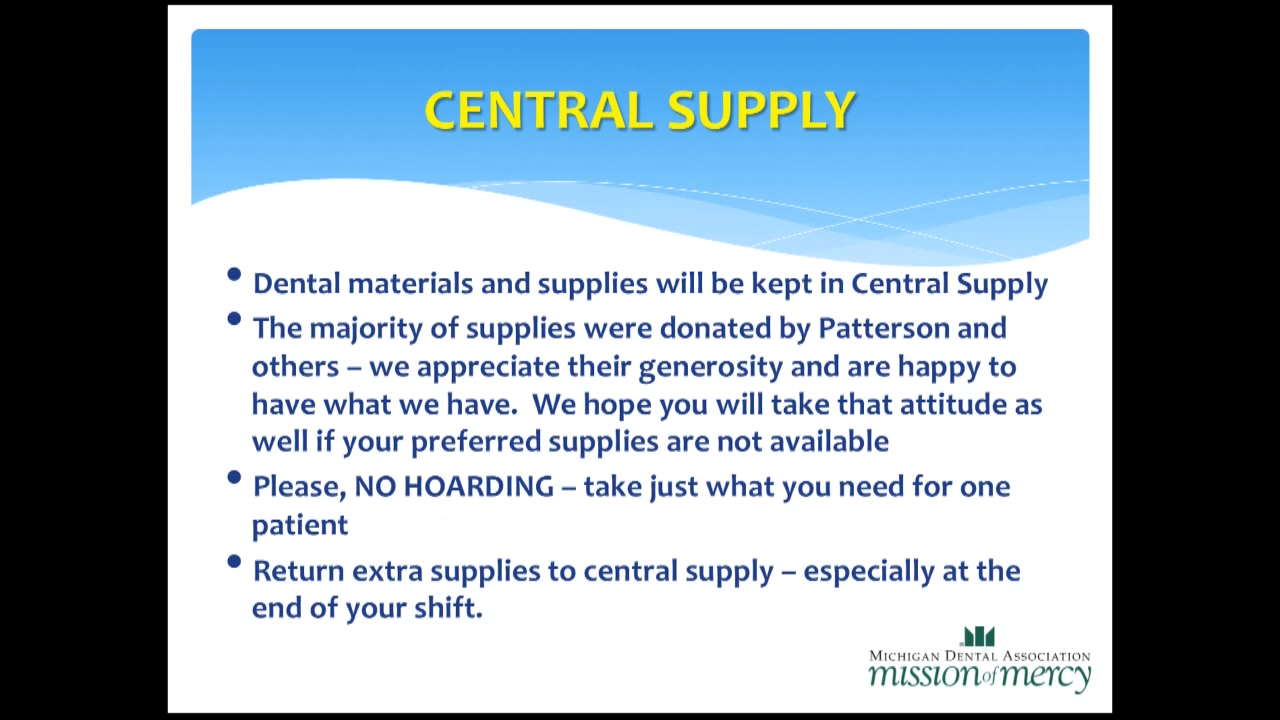 CENTRAL SUPPLY
• Dental materials and supplies will be kept in Central Supply
• The majority of supplies were donated by Patterson and
others – we appreciate their generosity and are happy to
have what we have.  We hope you will take that attitude as
well if your preferred supplies are not available
• Please, NO HOARDING – take just what you need for one
patient
• Return extra supplies to central supply – especially at the
end of your shift.
MICHIGAN DENTAL ASSOCIATION
mission of mercy